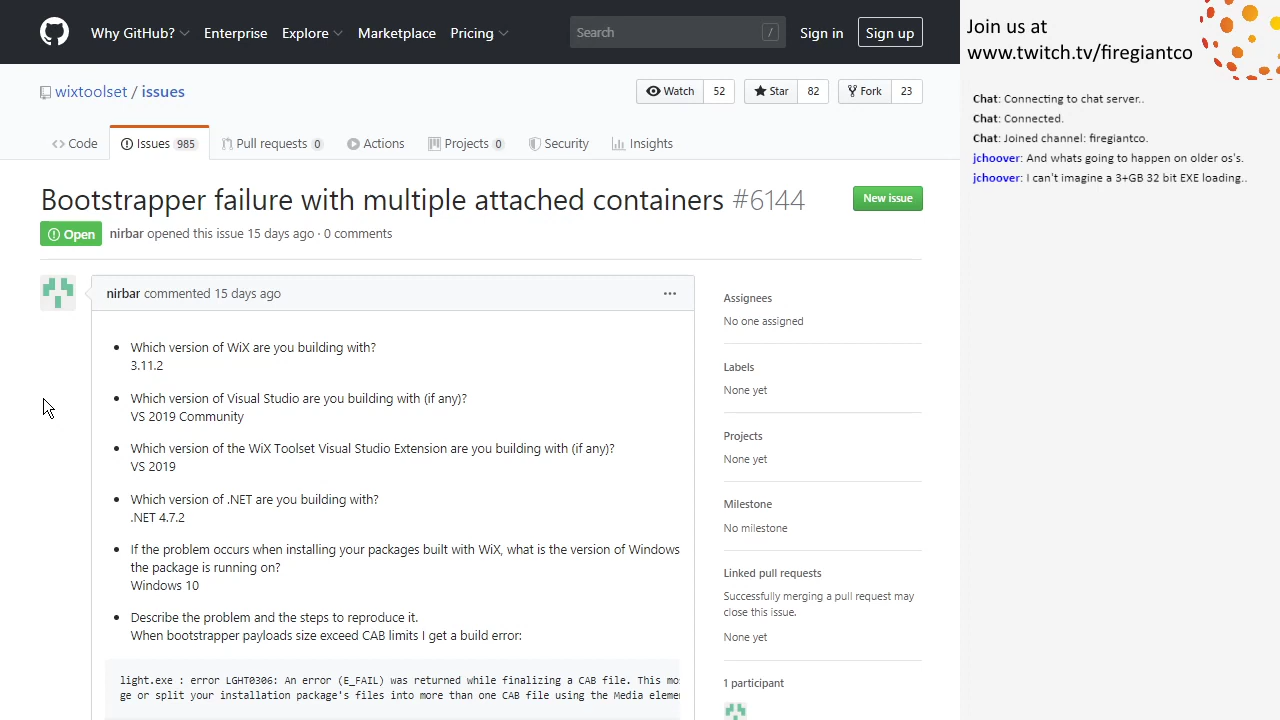 Why GitHub? Enterprise Explore Marketplace Pricing Search / Sign in Sign up
wixtoolset / issues Watch 52 Star 82 Fork 23
Code Issues 985 Pull requests 0 Actions Projects 0 Security Insights
Bootstrapper failure with multiple attached containers #6144 New issue
Open nirbar opened this issue 15 days ago · 0 comments
nirbar commented 15 days ago ···
• Which version of WiX are you building with?
3.11.2
• Which version of Visual Studio are you building with (if any)?
VS 2019 Community
• Which version of the WiX Toolset Visual Studio Extension are you building with (if any)?
VS 2019
• Which version of .NET are you building with?
.NET 4.7.2
• If the problem occurs when installing your packages built with WiX, what is the version of Windows
the package is running on?
Windows 10
• Describe the problem and the steps to reproduce it.
When bootstrapper payloads size exceed CAB limits I get a build error:
light.exe : error LGHT0306: An error (E_FAIL) was returned while finalizing a CAB file. This mo
ge or split your installation package's files into more than one CAB file using the Media eleme
Assignees
No one assigned
Labels
None yet
Projects
None yet
Milestone
No milestone
Linked pull requests
Successfully merging a pull request may
close this issue.
None yet
1 participant
Join us at
www.twitch.tv/firegiantco
Chat: Connecting to chat server..
Chat: Connected.
Chat: Joined channel: firegiantco.
jchoover: And whats going to happen on older os's.
jchoover: I can't imagine a 3+GB 32 bit EXE loading..